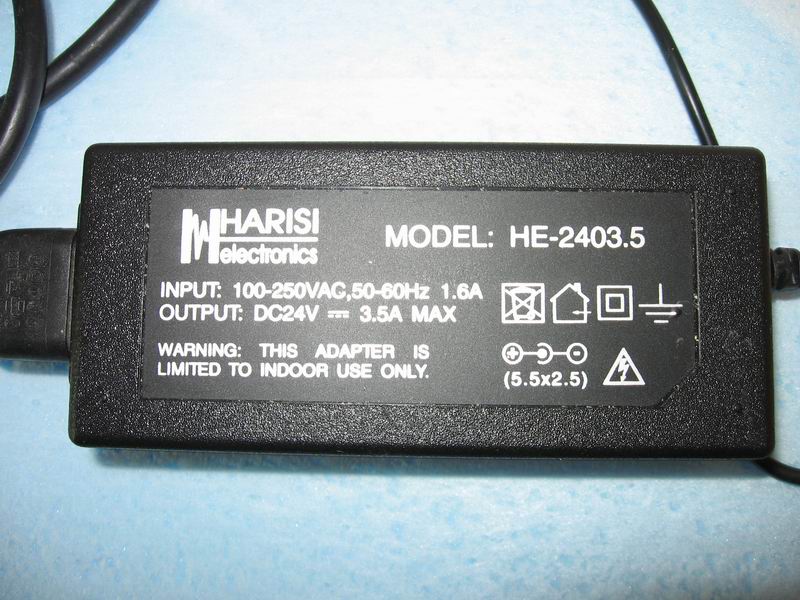 HARISI
electronics
MODEL: HE-2403.5
INPUT: 100-250VAC,50-60Hz 1.6A
OUTPUT: DC24V ⎓ 3.5A MAX
WARNING: THIS ADAPTER IS
LIMITED TO INDOOR USE ONLY.
(5.5x2.5)